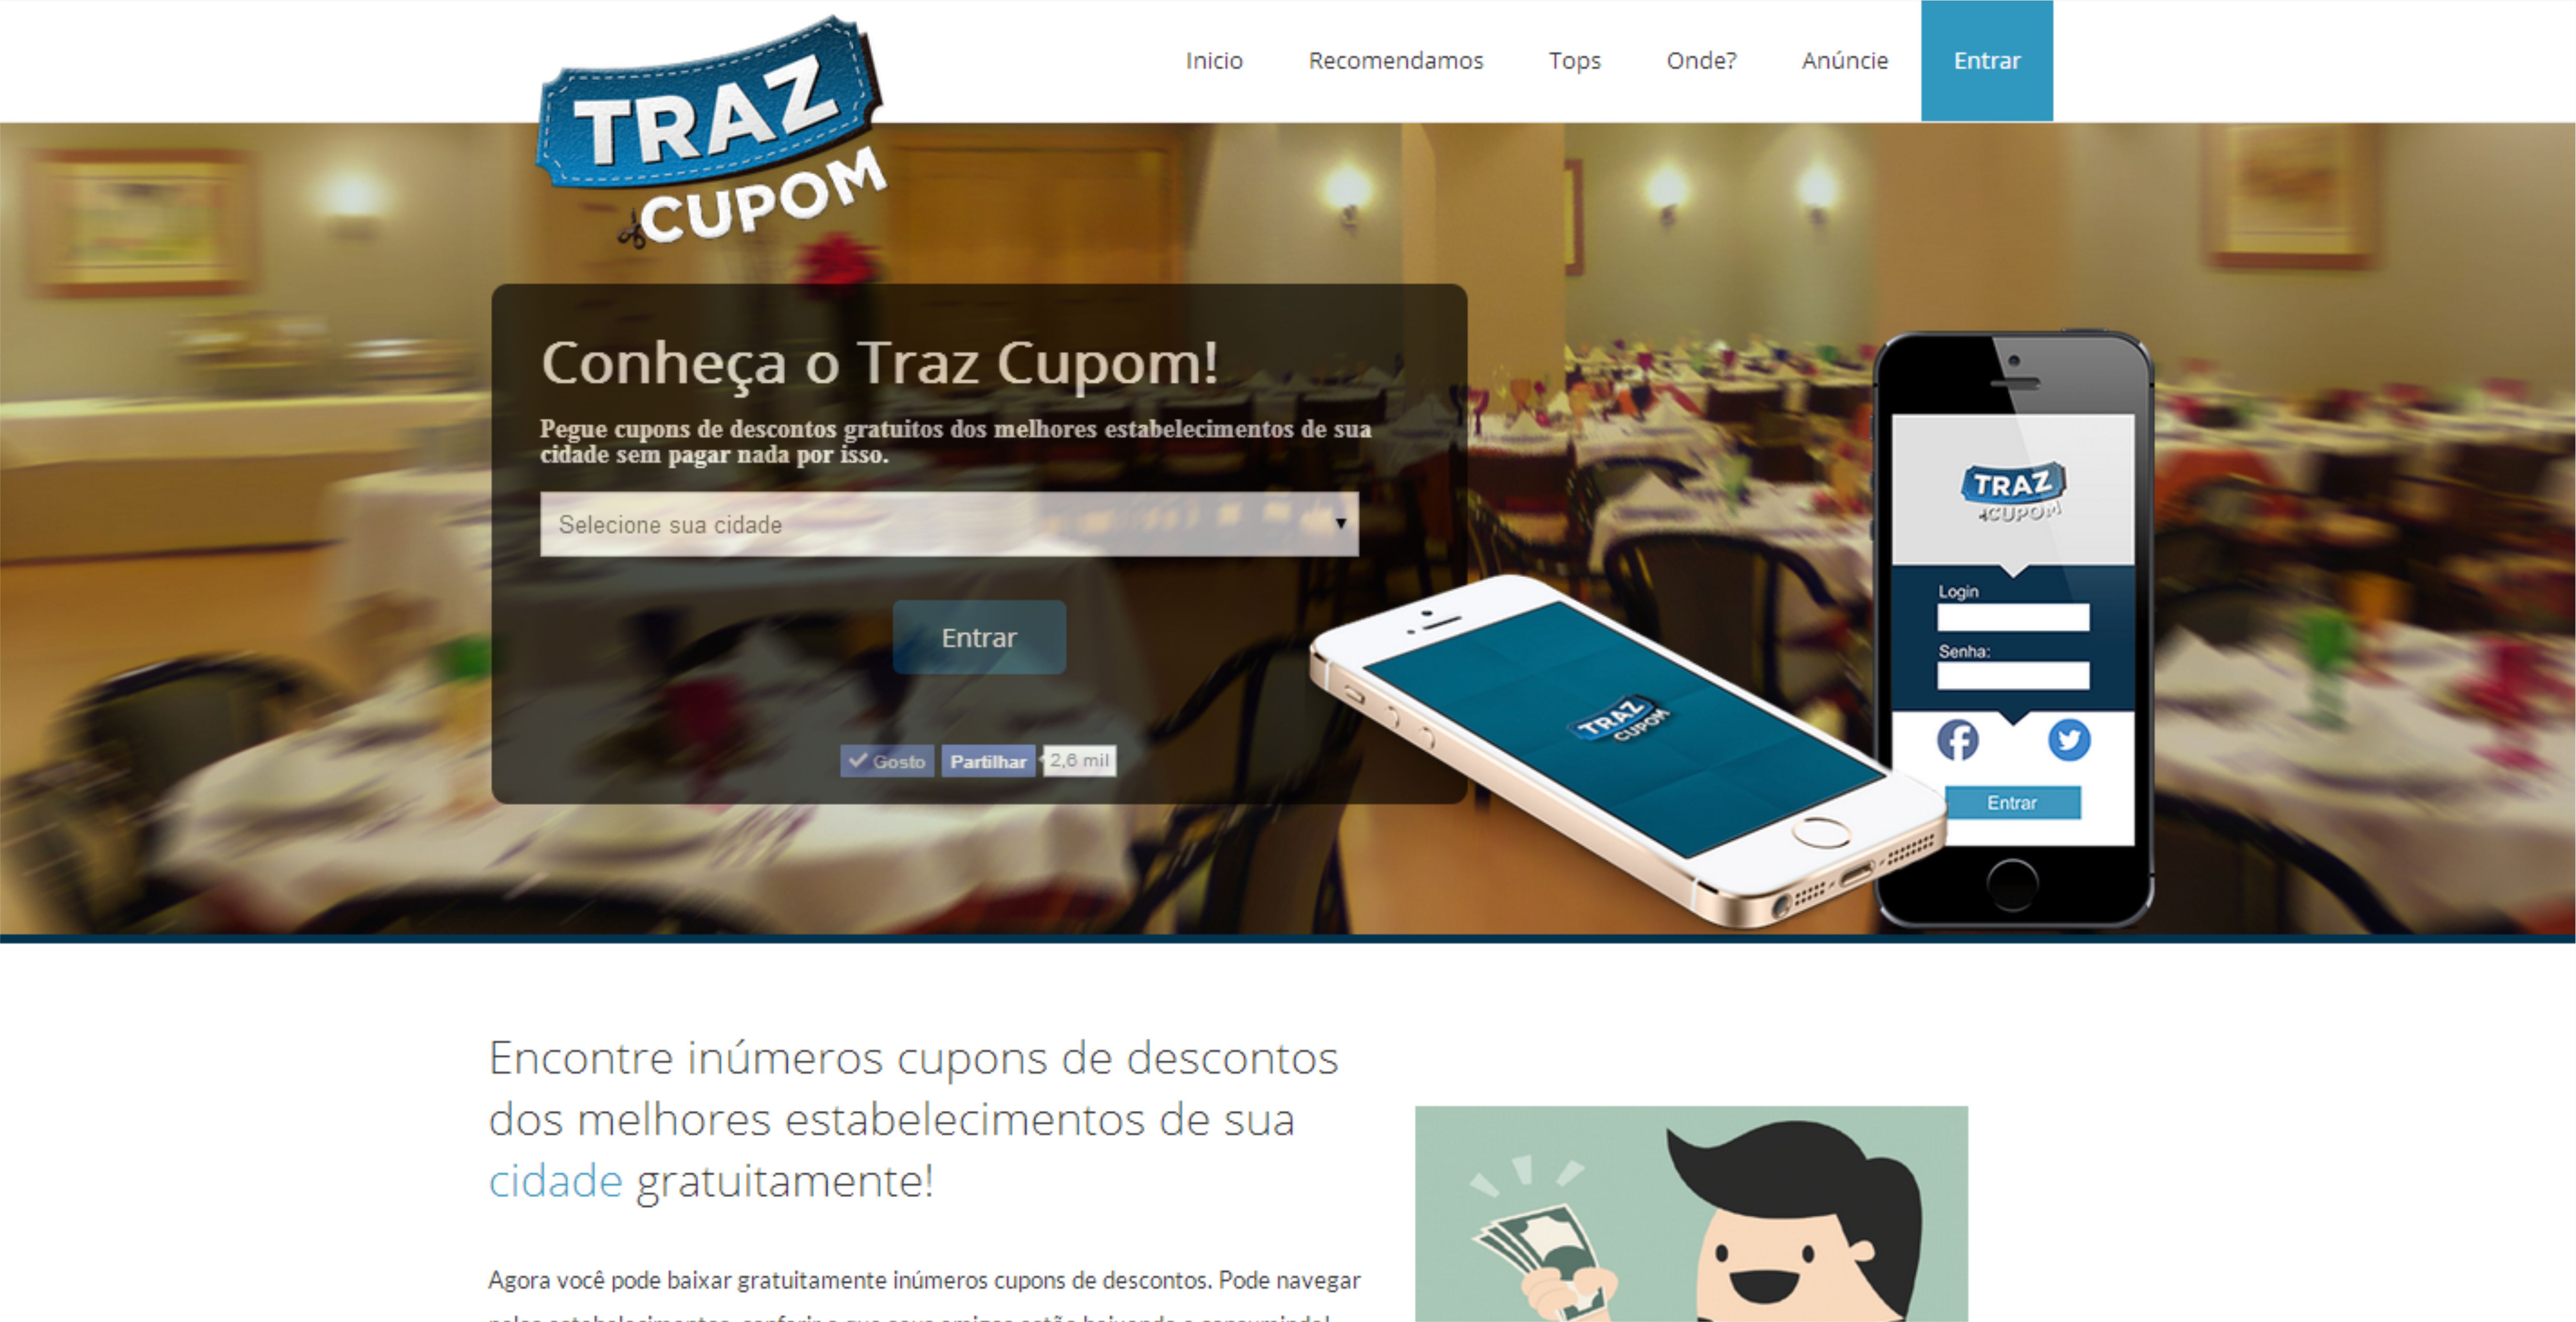 TRAZ
CUPOM
Inicio
Recomendamos
Tops
Onde?
Anúncie
Entrar
Conheça o Traz Cupom!
Pegue cupons de descontos gratuitos dos melhores estabelecimentos de sua
cidade sem pagar nada por isso.
Selecione sua cidade
Entrar
Gosto
Partilhar
2,6 mil
TRAZ
CUPOM
TRAZ
CUPOM
Login
Senha:
Entrar
Encontre inúmeros cupons de descontos
dos melhores estabelecimentos de sua
cidade gratuitamente!
Agora você pode baixar gratuitamente inúmeros cupons de descontos. Pode navegar